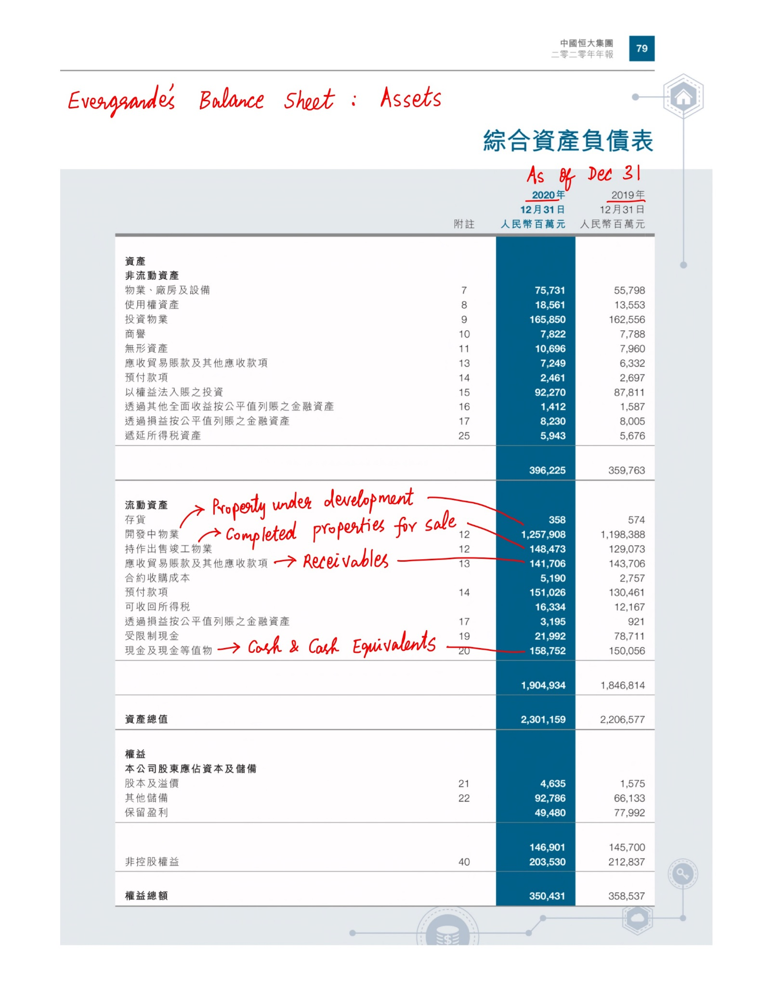 中國恒大集團
二零二零年年報
79
Evergrande's Balance Sheet : Assets
綜合資產負債表
As of Dec 31
2020年 2019年
12月31日 12月31日
附註 人民幣百萬元 人民幣百萬元
資產
非流動資產
物業、廠房及設備 7 75,731 55,798
使用權資產 8 18,561 13,553
投資物業 9 165,850 162,556
商譽 10 7,822 7,788
無形資產 11 10,696 7,960
應收貿易賬款及其他應收款項 13 7,249 6,332
預付款項 14 2,461 2,697
以權益法入賬之投資 15 92,270 87,811
透過其他全面收益按公平值列賬之金融資產 16 1,412 1,587
透過損益按公平值列賬之金融資產 17 8,230 8,005
遞延所得稅資產 25 5,943 5,676
396,225 359,763
流動資產 Property under development
存貨 358 574
開發中物業 Completed properties for sale 12 1,257,908 1,198,388
持作出售竣工物業 12 148,473 129,073
應收貿易賬款及其他應收款項 Receivables 13 141,706 143,706
合約收購成本 5,190 2,757
預付款項 14 151,026 130,461
可收回所得稅 16,334 12,167
透過損益按公平值列賬之金融資產 17 3,195 921
受限制現金 19 21,992 78,711
現金及現金等值物 Cash & Cash Equivalents 20 158,752 150,056
1,904,934 1,846,814
資產總值 2,301,159 2,206,577
權益
本公司股東應佔資本及儲備
股本及溢價 21 4,635 1,575
其他儲備 22 92,786 66,133
保留盈利 49,480 77,992
146,901 145,700
非控股權益 40 203,530 212,837
權益總額 350,431 358,537